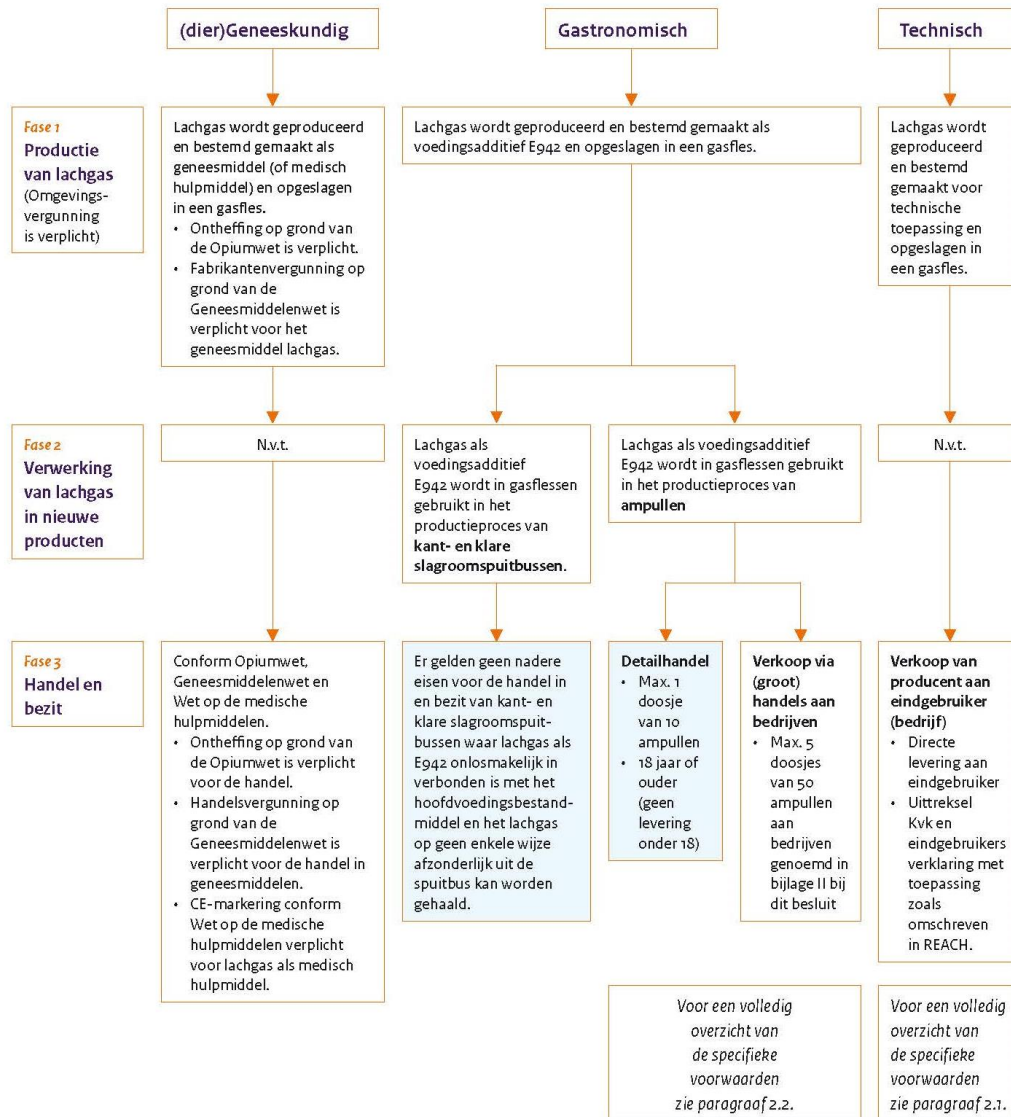 (dier)Geneeskundig
Gastronomisch
Technisch
Fase 1
Productie
van lachgas
(Omgevings-
vergunning
is verplicht)
Lachgas wordt geproduceerd
en bestemd gemaakt als
geneesmiddel (of medisch
hulpmiddel) en opgeslagen
in een gasfles.
• Ontheffing op grond van
de Opiumwet is verplicht.
• Fabrikantenvergunning op
grond van de
Geneesmiddelenwet is
verplicht voor het
geneesmiddel lachgas.
Lachgas wordt geproduceerd en bestemd gemaakt als
voedingsadditief E942 en opgeslagen in een gasfles.
Lachgas wordt
geproduceerd
en bestemd
gemaakt voor
technische
toepassing en
opgeslagen in
een gasfles.
Fase 2
Verwerking
van lachgas
in nieuwe
producten
N.v.t.
Lachgas als
voedingsadditief
E942 wordt in gasflessen
gebruikt in het
productieproces van
kant- en klare
slagroomspuitbussen.
Lachgas als voedingsadditief
E942 wordt in gasflessen gebruikt
in het productieproces van
ampullen
N.v.t.
Fase 3
Handel en
bezit
Conform Opiumwet,
Geneesmiddelenwet en
Wet op de medische
hulpmiddelen.
• Ontheffing op grond van
de Opiumwet is verplicht
voor de handel.
• Handelsvergunning op
grond van de
Geneesmiddelenwet is
verplicht voor de handel in
geneesmiddelen.
• CE-markering conform
Wet op de medische
hulpmiddelen verplicht
voor lachgas als medisch
hulpmiddel.
Er gelden geen nadere
eisen voor de handel in
en bezit van kant- en
klare slagroomspuit-
bussen waar lachgas als
E942 onlosmakelijk in
verbonden is met het
hoofdvoedingsbestand-
middel en het lachgas
op geen enkele wijze
afzonderlijk uit de
spuitbus kan worden
gehaald.
Detailhandel
• Max. 1
doosje
van 10
ampullen
• 18 jaar of
ouder
(geen
levering
onder 18)
Verkoop via
(groot)
handels aan
bedrijven
• Max. 5
doosjes
van 50
ampullen
aan
bedrijven
genoemd in
bijlage II bij
dit besluit
Verkoop van
producent aan
eindgebruiker
(bedrijf)
• Directe
levering aan
eindgebruiker
• Uittreksel
Kvk en
eindgebruikers
verklaring met
toepassing
zoals
omschreven
in REACH.
Voor een volledig
overzicht van
de specifieke
voorwaarden
zie paragraaf 2.2.
Voor een volledig
overzicht van
de specifieke
voorwaarden
zie paragraaf 2.1.